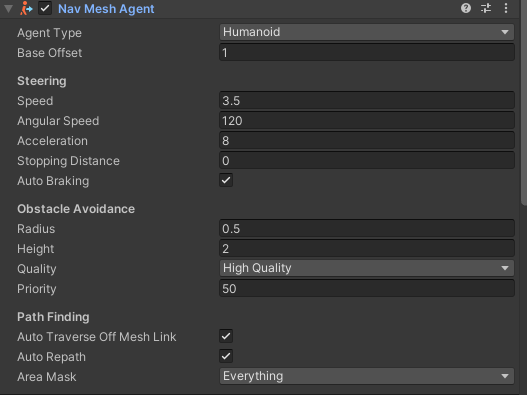 Nav Mesh Agent
Agent Type Humanoid
Base Offset 1
Steering
Speed 3.5
Angular Speed 120
Acceleration 8
Stopping Distance 0
Auto Braking
Obstacle Avoidance
Radius 0.5
Height 2
Quality High Quality
Priority 50
Path Finding
Auto Traverse Off Mesh Link
Auto Repath
Area Mask Everything